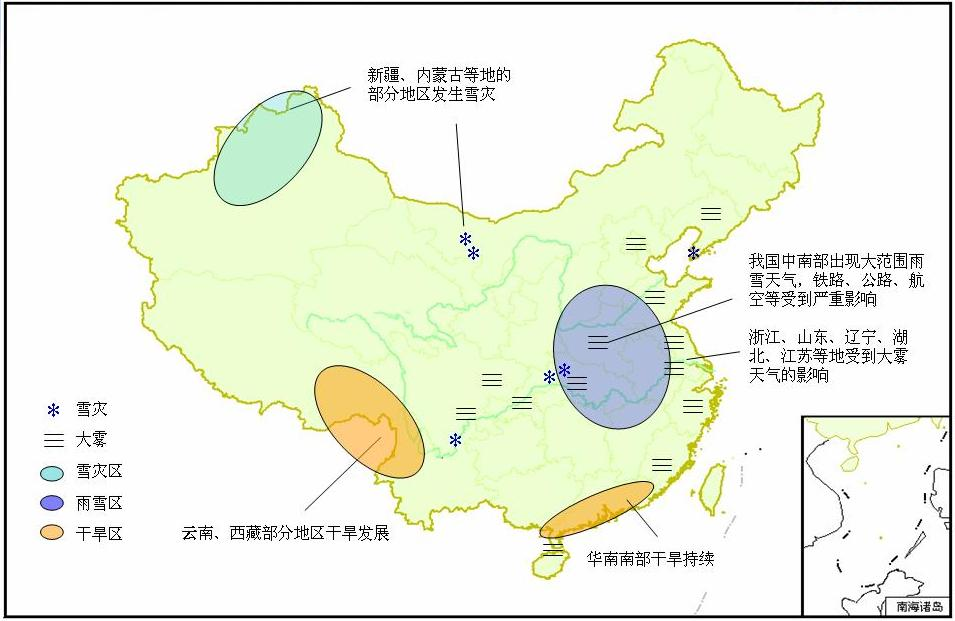 新疆、内蒙古等地的
部分地区发生雪灾
我国中南部出现大范围雨
雪天气，铁路、公路、航
空等受到严重影响
浙江、山东、辽宁、湖
北、江苏等地受到大雾
天气的影响
雪灾
大雾
雪灾区
雨雪区
干旱区
云南、西藏部分地区干旱发展
华南南部干旱持续
南海诸岛